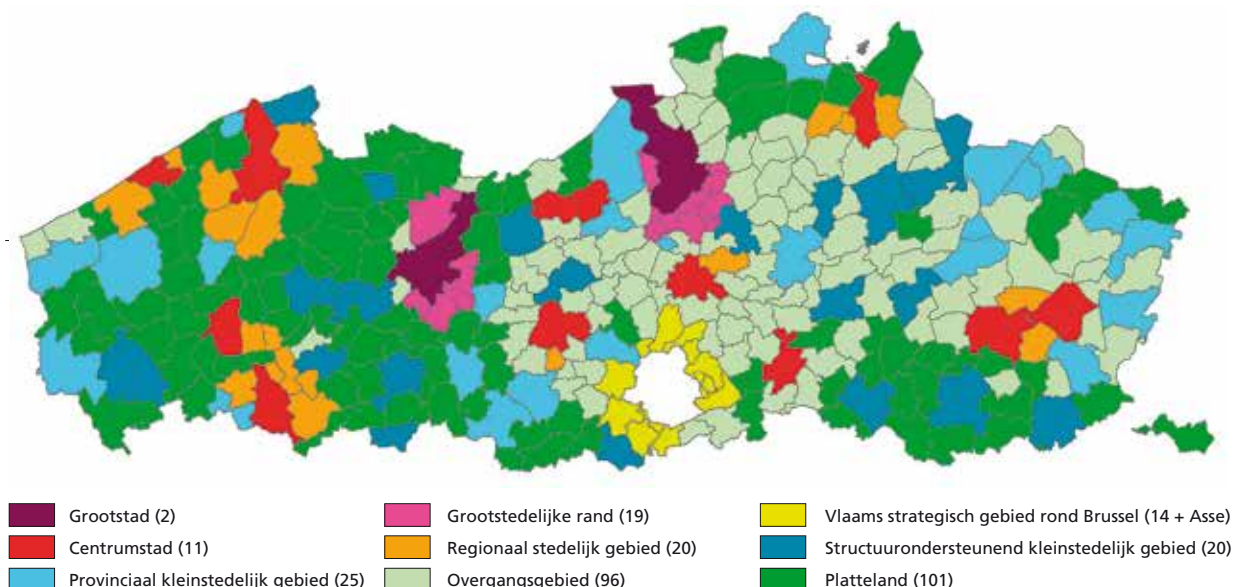 Grootstad (2)
Grootstedelijke rand (19)
Vlaams strategisch gebied rond Brussel (14 + Asse)
Centrumstad (11)
Regionaal stedelijk gebied (20)
Structuurondersteunend kleinstedelijk gebied (20)
Provinciaal kleinstedelijk gebied (25)
Overgangsgebied (96)
Platteland (101)